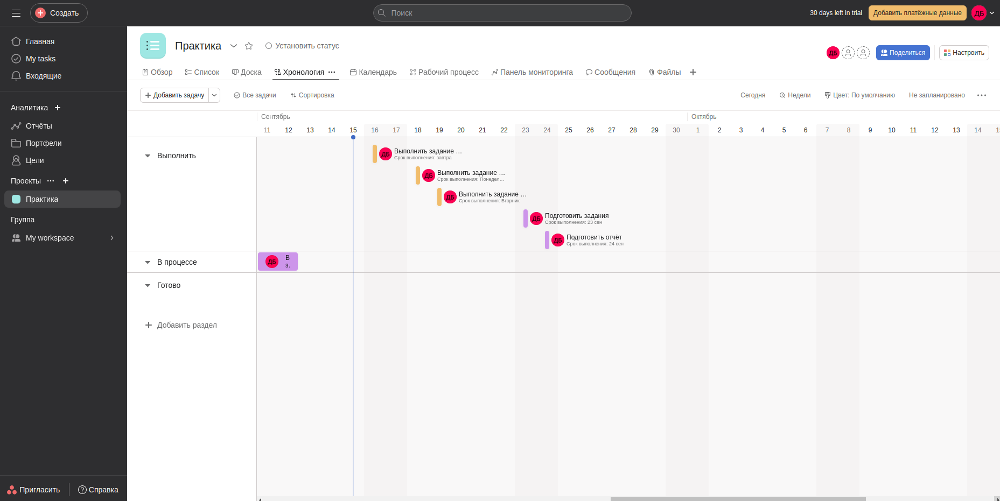 Создать
Поиск
30 days left in trial
Добавить платёжные данные
ДБ
Главная
My tasks
Входящие
Аналитика
Отчёты
Портфели
Цели
Проекты
Практика
Группа
My workspace
Пригласить
Справка
Практика
Установить статус
ДБ
Поделиться
Настроить
Обзор
Список
Доска
Хронология
Календарь
Рабочий процесс
Панель мониторинга
Сообщения
Файлы
Добавить задачу
Все задачи
Сортировка
Сегодня
Недели
Цвет: По умолчанию
Не запланировано
Сентябрь Октябрь
11 12 13 14 15 16 17 18 19 20 21 22 23 24 25 26 27 28 29 30 1 2 3 4 5 6 7 8 9 10 11 12 13 14
Выполнить
ДБ Выполнить задание …
Срок выполнения: завтра
ДБ Выполнить задание …
Срок выполнения: Понедел…
ДБ Выполнить задание …
Срок выполнения: Вторник
ДБ Подготовить задания
Срок выполнения: 23 сен
ДБ Подготовить отчёт
Срок выполнения: 24 сен
В процессе
ДБ
Готово
Добавить раздел